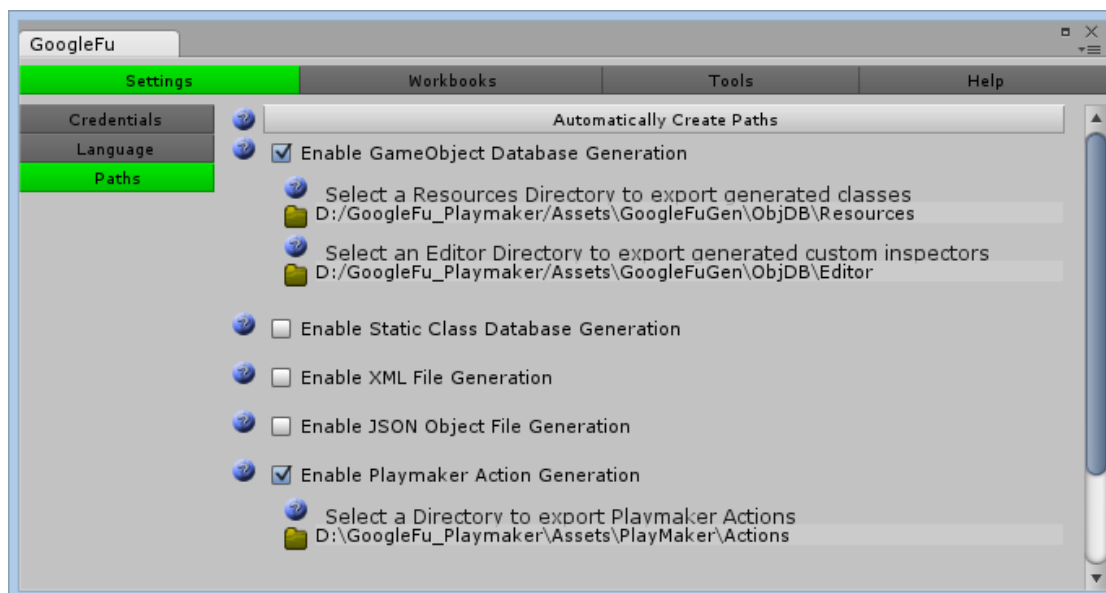 GoogleFu
Settings Workbooks Tools Help
Credentials
Language
Paths
Automatically Create Paths
Enable GameObject Database Generation
Select a Resources Directory to export generated classes
D:/GoogleFu_Playmaker/Assets\GoogleFuGen\ObjDB\Resources
Select an Editor Directory to export generated custom inspectors
D:/GoogleFu_Playmaker/Assets\GoogleFuGen\ObjDB\Editor
Enable Static Class Database Generation
Enable XML File Generation
Enable JSON Object File Generation
Enable Playmaker Action Generation
Select a Directory to export Playmaker Actions
D:\GoogleFu_Playmaker\Assets\PlayMaker\Actions